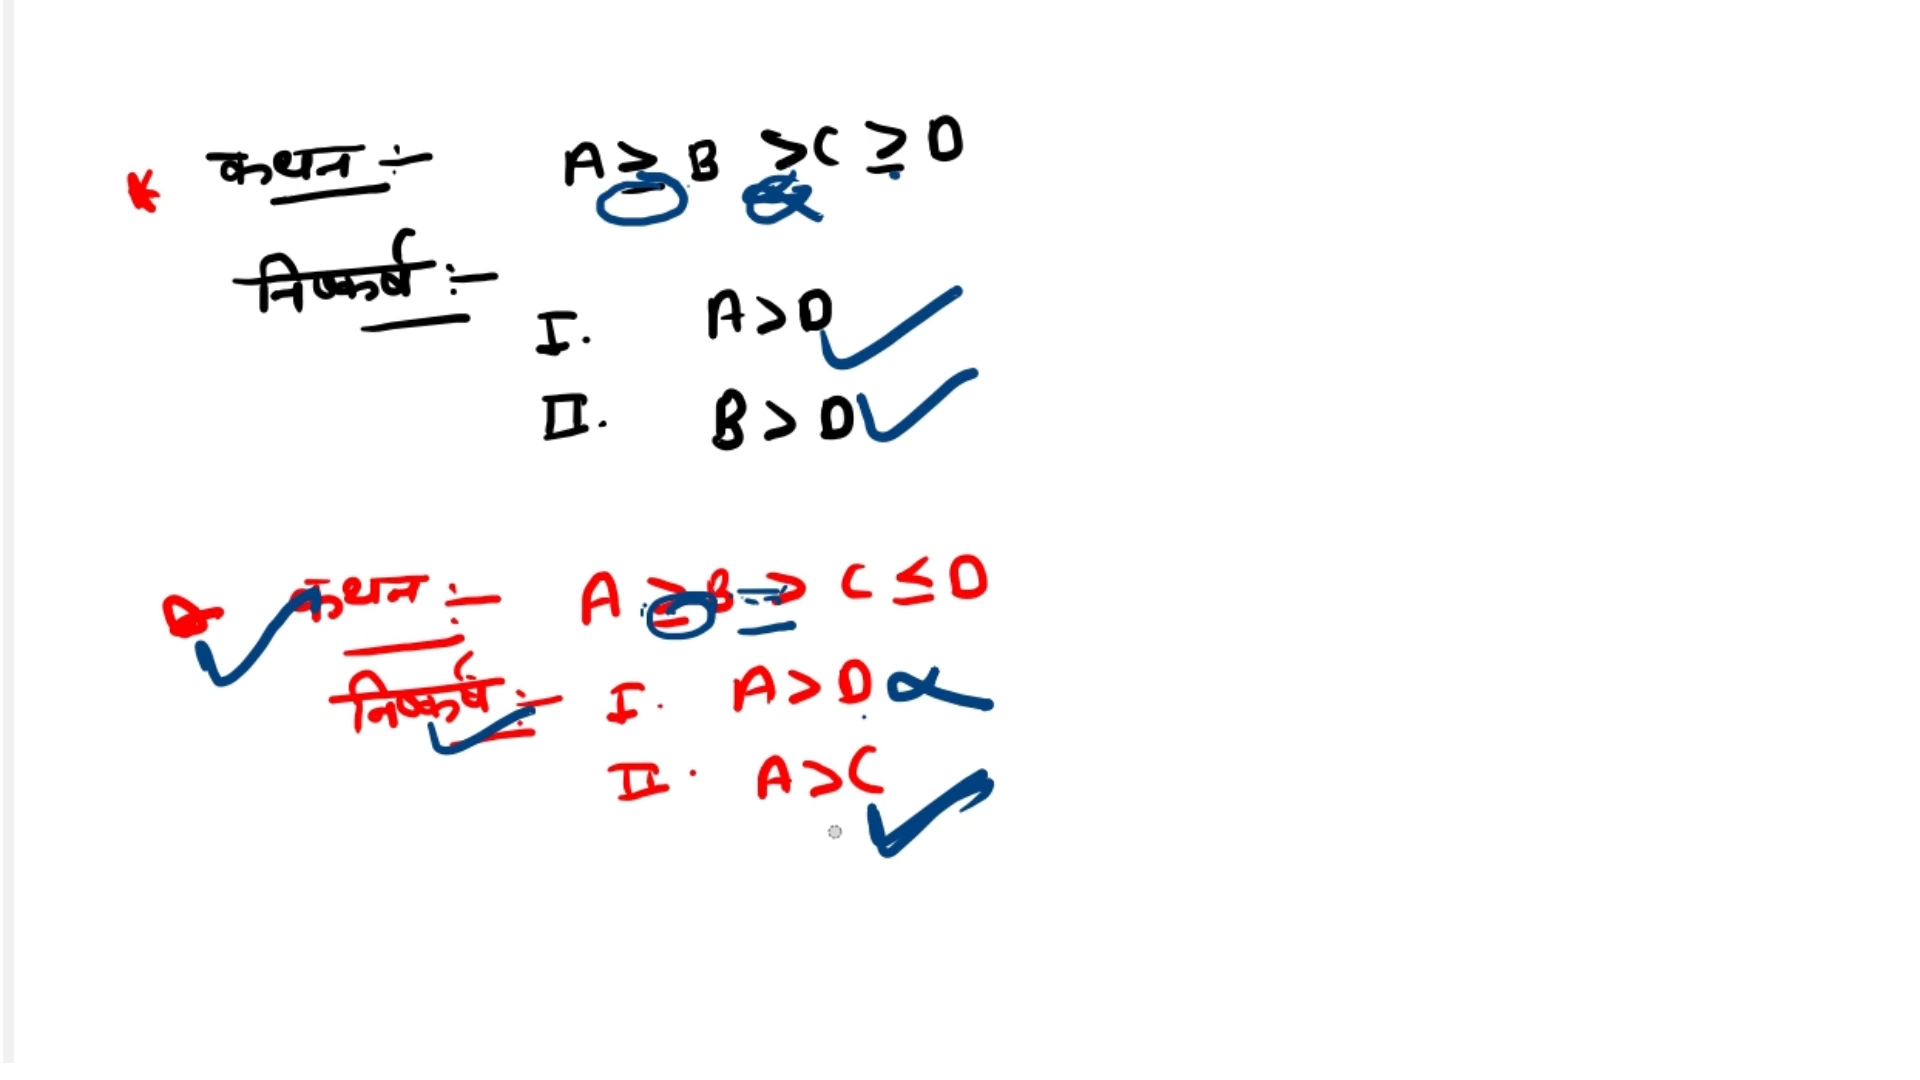 कथन :- A ≥ B > C ≥ D
निष्कर्ष :-
I. A > D
II. B > D
कथन :- A ≥ B > C ≤ D
निष्कर्ष :- I. A > D
II. A > C